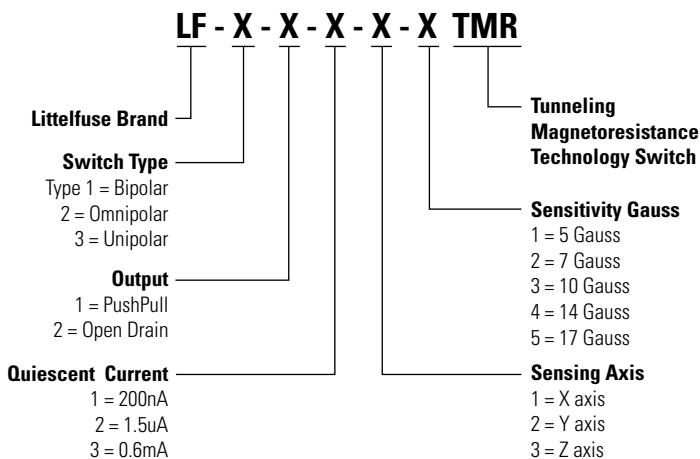 LF - X - X - X - X - X TMR
Littelfuse Brand
Switch Type
Type 1 = Bipolar
2 = Omnipolar
3 = Unipolar
Output
1 = PushPull
2 = Open Drain
Quiescent Current
1 = 200nA
2 = 1.5uA
3 = 0.6mA
Tunneling
Magnetoresistance
Technology Switch
Sensitivity Gauss
1 = 5 Gauss
2 = 7 Gauss
3 = 10 Gauss
4 = 14 Gauss
5 = 17 Gauss
Sensing Axis
1 = X axis
2 = Y axis
3 = Z axis